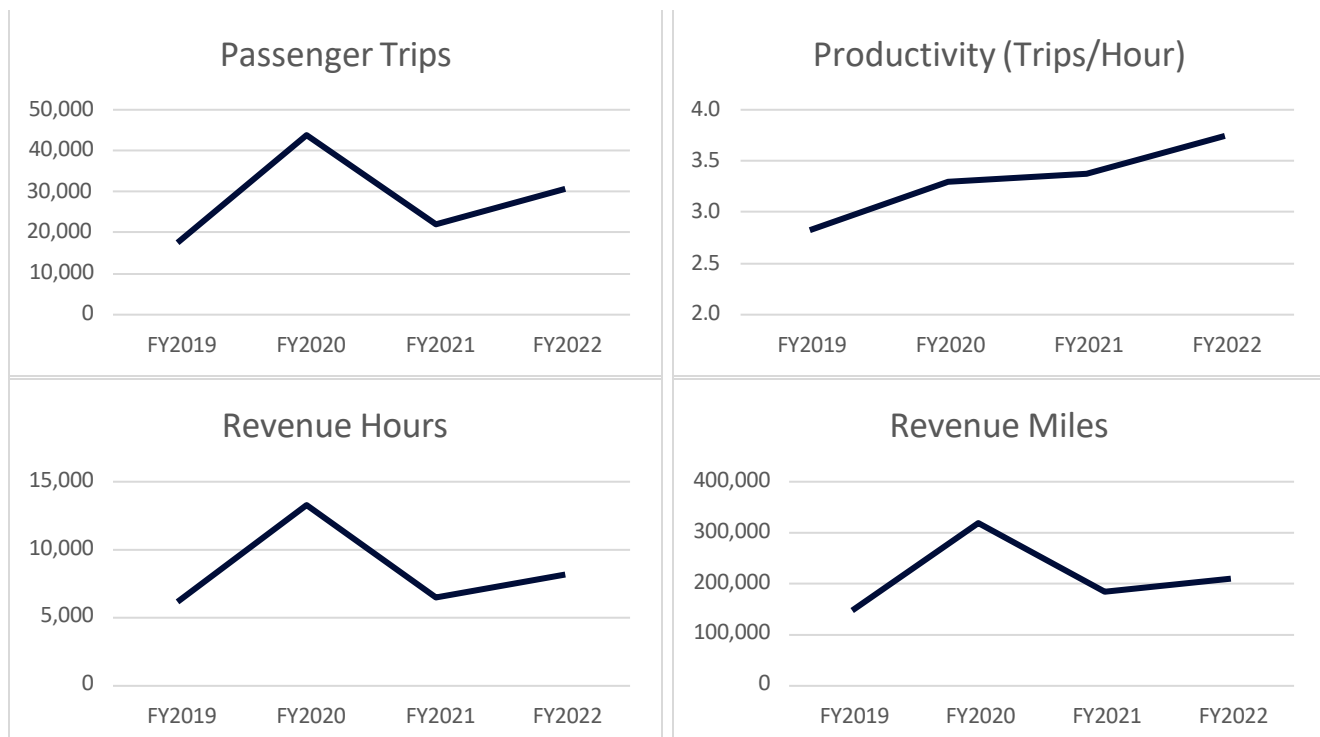 Passenger Trips
50,000
40,000
30,000
20,000
10,000
0
FY2019 FY2020 FY2021 FY2022
Productivity (Trips/Hour)
4.0
3.5
3.0
2.5
2.0
FY2019 FY2020 FY2021 FY2022
Revenue Hours
15,000
10,000
5,000
0
FY2019 FY2020 FY2021 FY2022
Revenue Miles
400,000
300,000
200,000
100,000
0
FY2019 FY2020 FY2021 FY2022